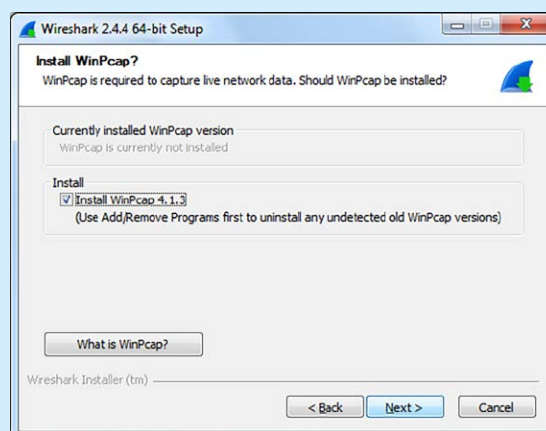 Wireshark 2.4.4 64-bit Setup
Install WinPcap?
WinPcap is required to capture live network data. Should WinPcap be installed?
Currently installed WinPcap version
WinPcap is currently not installed
Install
Install WinPcap 4.1.3
(Use Add/Remove Programs first to uninstall any undetected old WinPcap versions)
What is WinPcap?
Wireshark Installer (tm)
< Back
Next >
Cancel